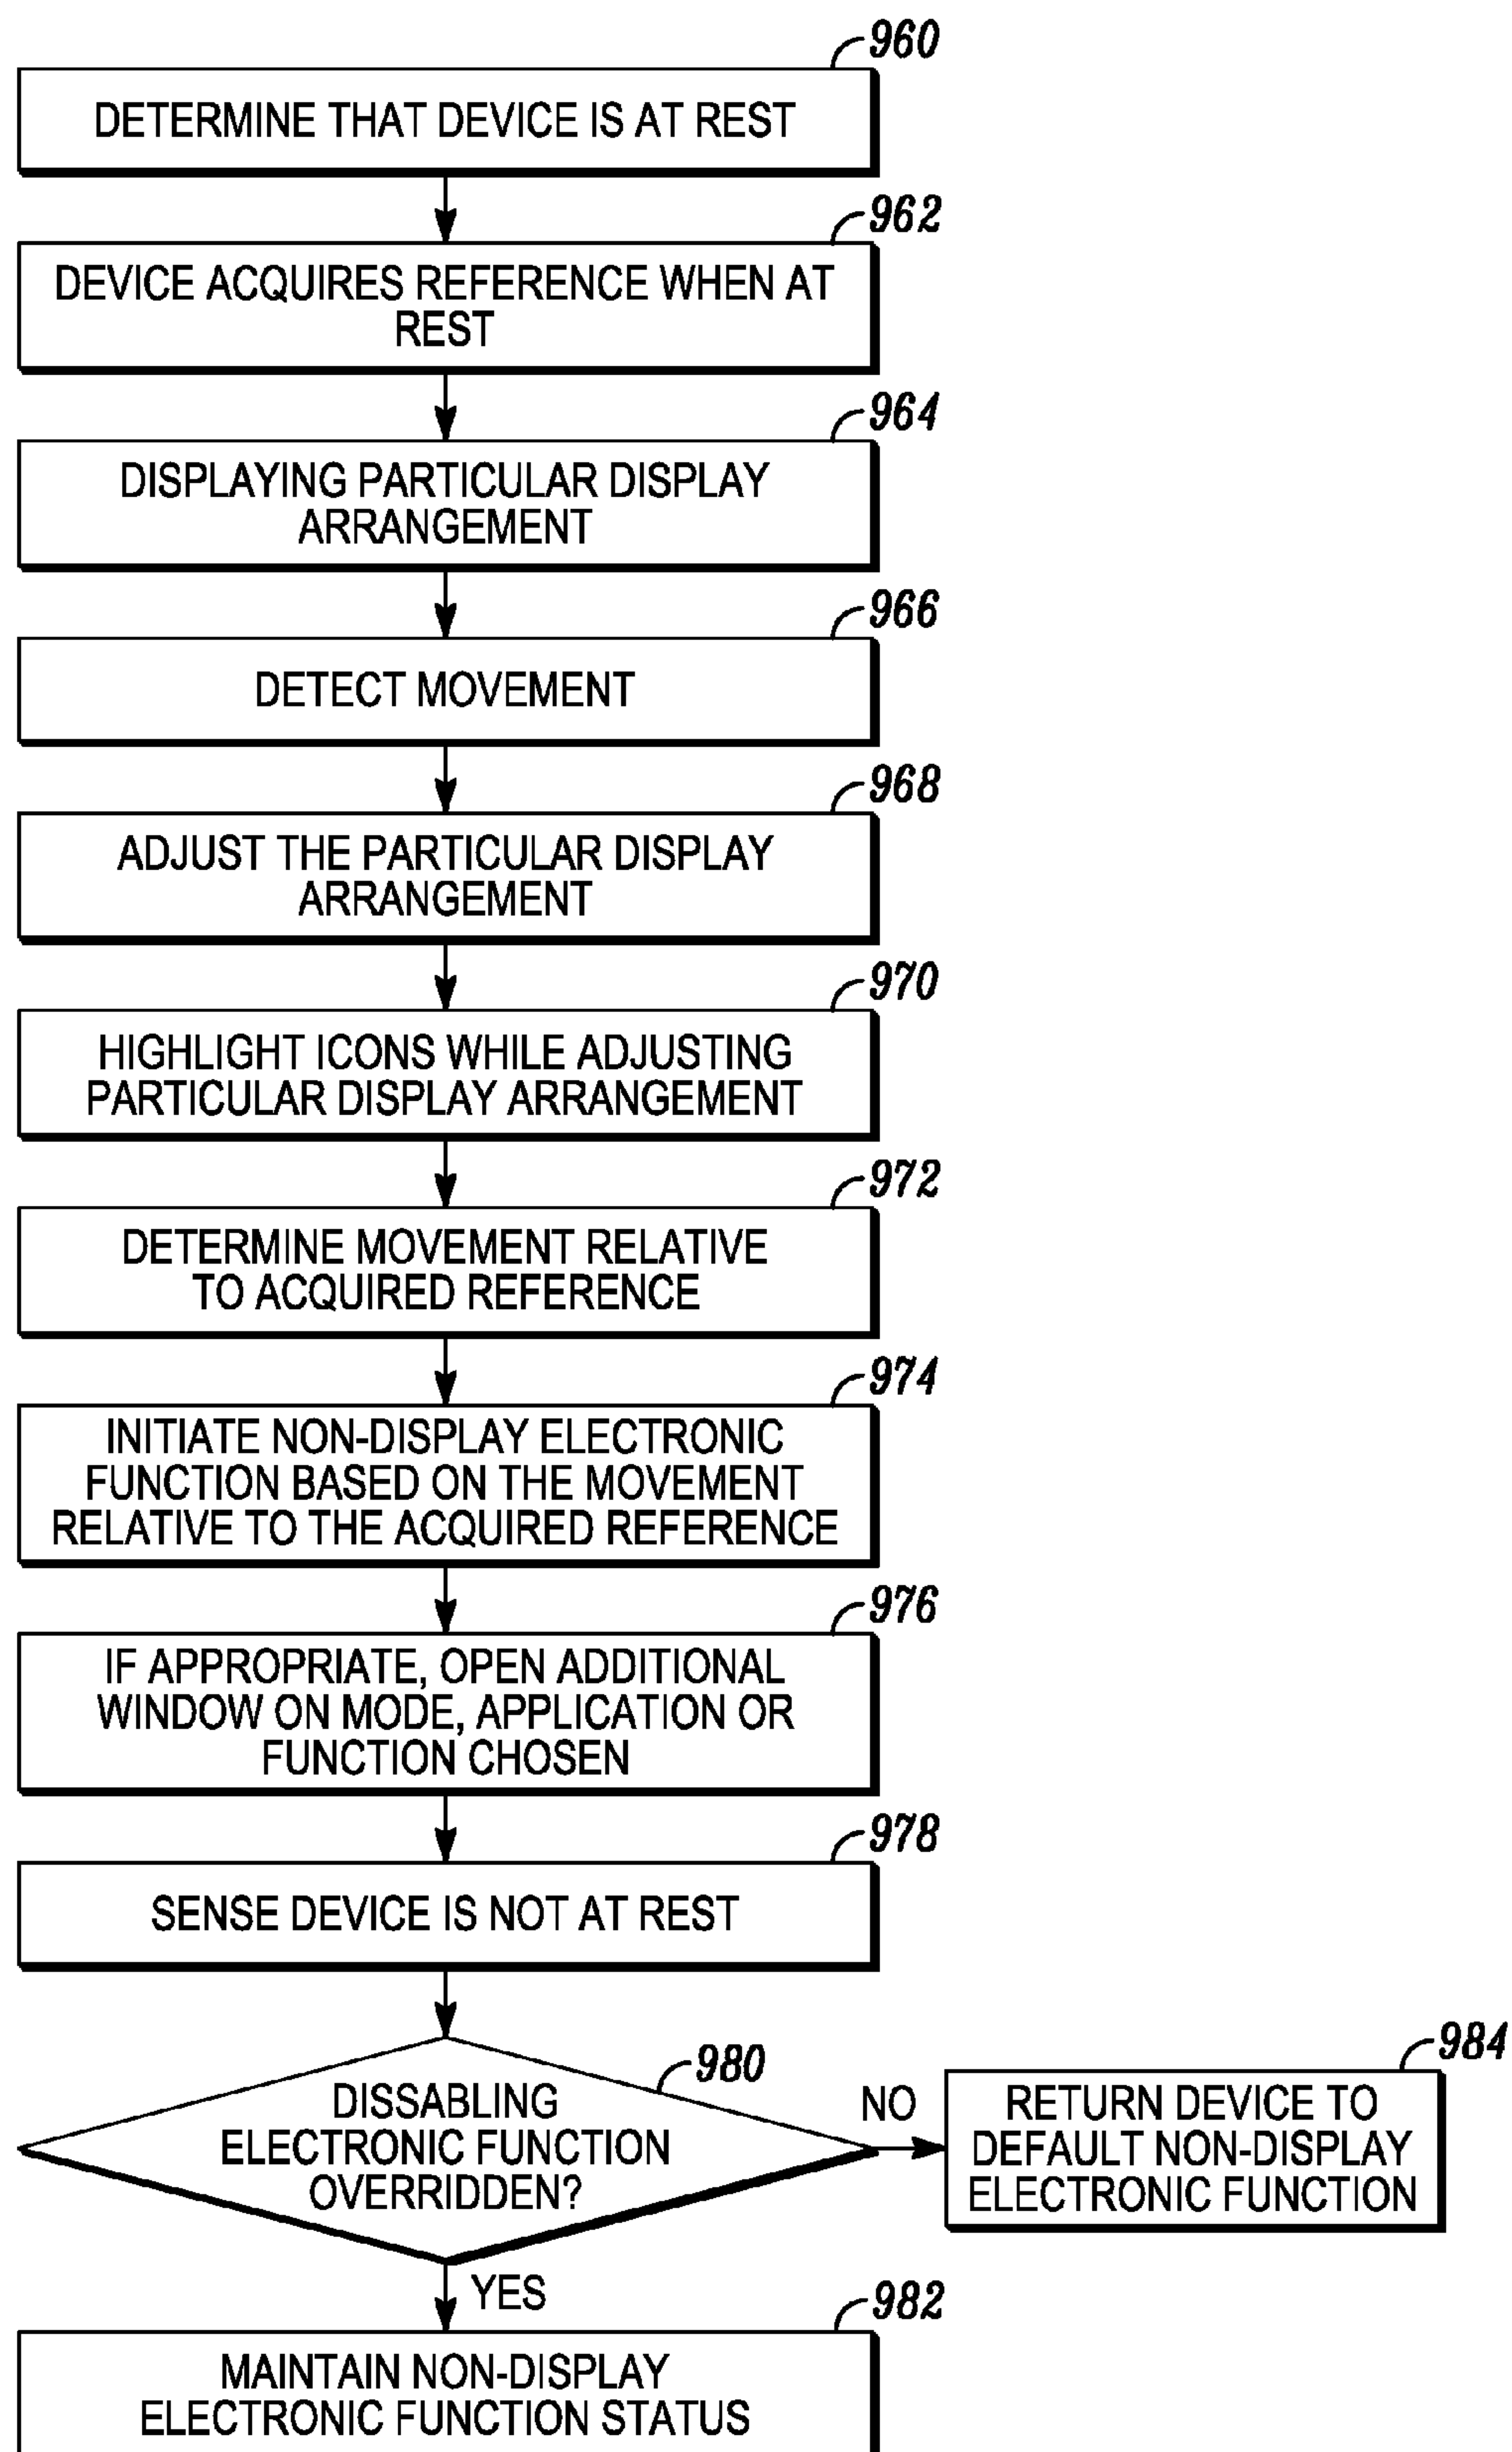 960
DETERMINE THAT DEVICE IS AT REST
962
DEVICE ACQUIRES REFERENCE WHEN AT
REST
964
DISPLAYING PARTICULAR DISPLAY
ARRANGEMENT
966
DETECT MOVEMENT
968
ADJUST THE PARTICULAR DISPLAY
ARRANGEMENT
970
HIGHLIGHT ICONS WHILE ADJUSTING
PARTICULAR DISPLAY ARRANGEMENT
972
DETERMINE MOVEMENT RELATIVE
TO ACQUIRED REFERENCE
974
INITIATE NON-DISPLAY ELECTRONIC
FUNCTION BASED ON THE MOVEMENT
RELATIVE TO THE ACQUIRED REFERENCE
976
IF APPROPRIATE, OPEN ADDITIONAL
WINDOW ON MODE, APPLICATION OR
FUNCTION CHOSEN
978
SENSE DEVICE IS NOT AT REST
980
DISSABLING
ELECTRONIC FUNCTION
OVERRIDDEN?
NO
984
RETURN DEVICE TO
DEFAULT NON-DISPLAY
ELECTRONIC FUNCTION
YES
982
MAINTAIN NON-DISPLAY
ELECTRONIC FUNCTION STATUS